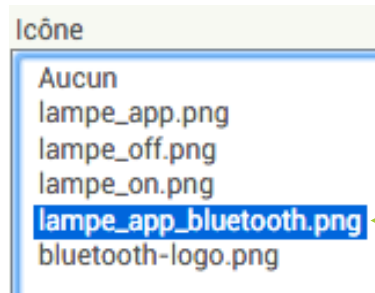 Icône
Aucun
lampe_app.png
lampe_off.png
lampe_on.png
lampe_app_bluetooth.png
bluetooth-logo.png